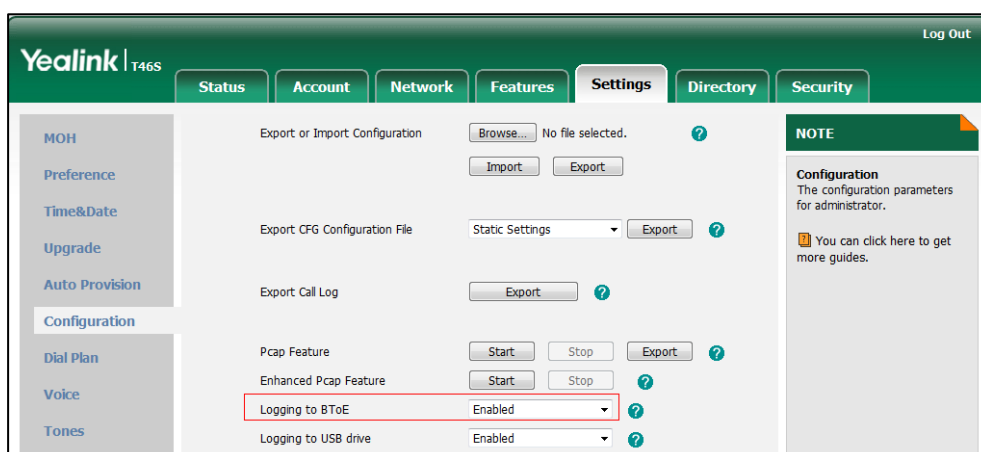 Log Out
Yealink | T46S
Status Account Network Features Settings Directory Security
MOH
Preference
Time&Date
Upgrade
Auto Provision
Configuration
Dial Plan
Voice
Tones
Export or Import Configuration Browse... No file selected. ?
Import Export
Export CFG Configuration File Static Settings Export ?
Export Call Log Export ?
Pcap Feature Start Stop Export ?
Enhanced Pcap Feature Start Stop ?
Logging to BToE Enabled ?
Logging to USB drive Enabled ?
NOTE
Configuration
The configuration parameters
for administrator.
? You can click here to get
more guides.